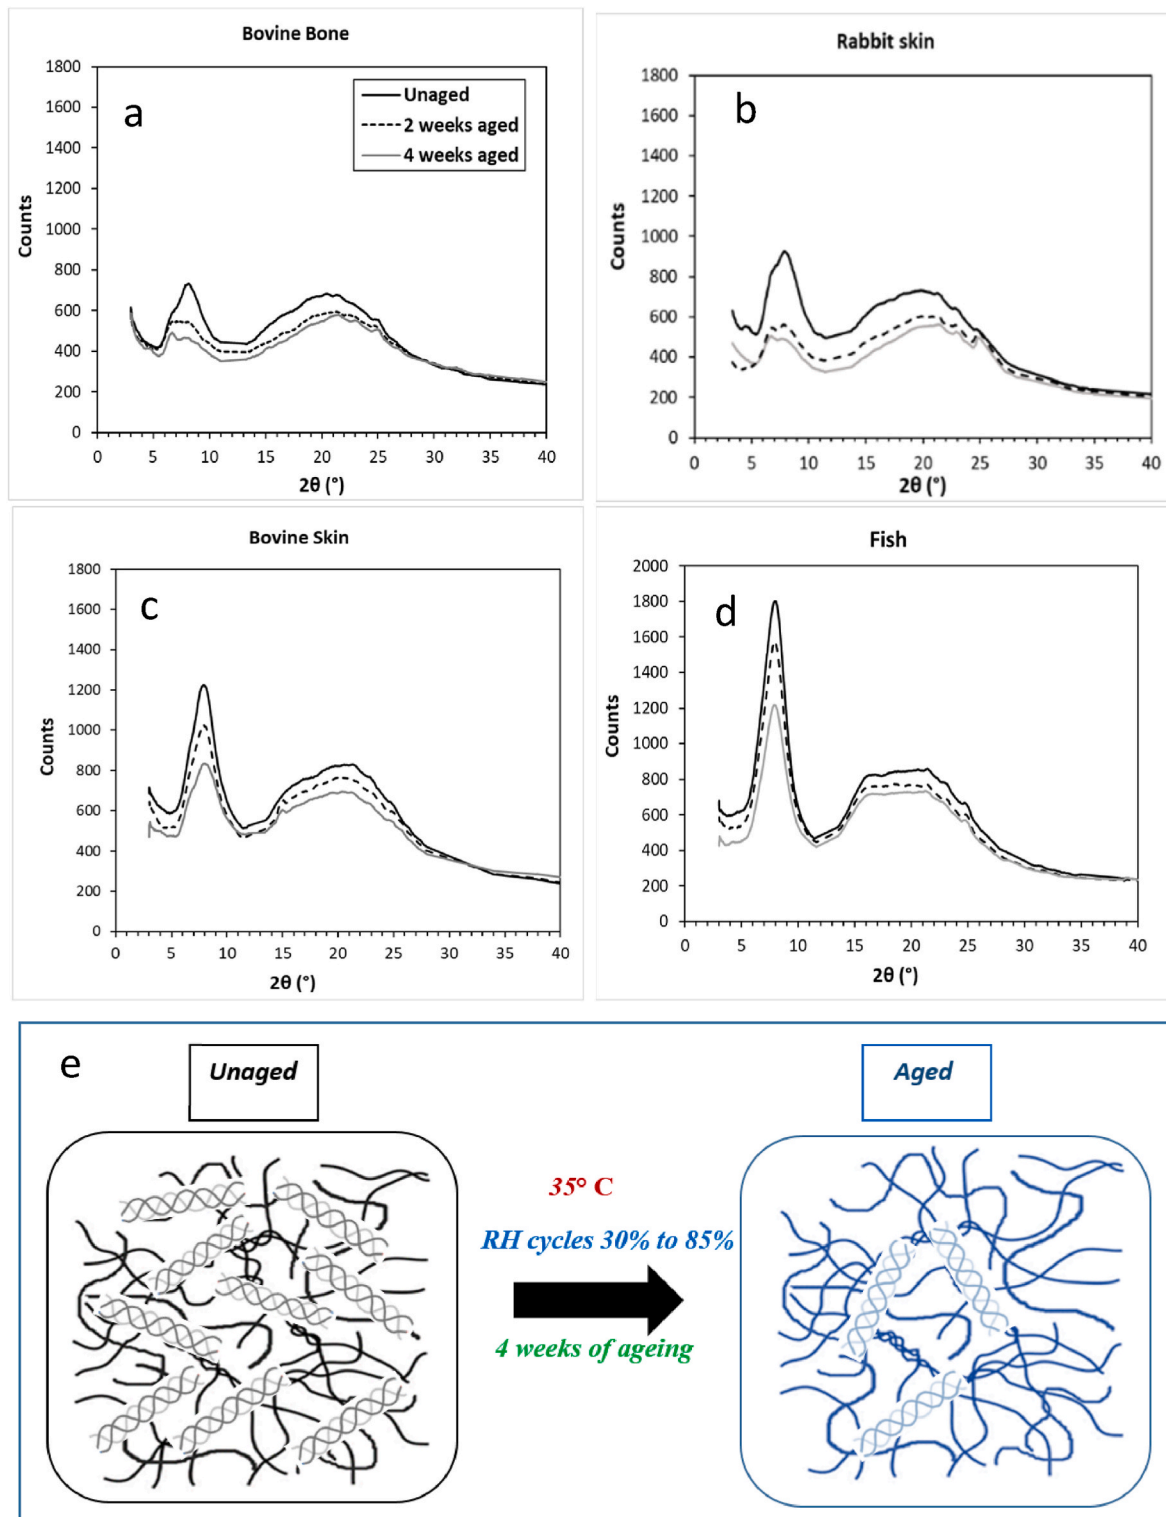 Bovine Bone
a
Unaged
2 weeks aged
4 weeks aged
1800
1600
1400
1200
1000
800
600
400
200
0
Counts
0 5 10 15 20 25 30 35 40
2θ (°)
Rabbit skin
b
1800
1600
1400
1200
1000
800
600
400
200
0
Counts
0 5 10 15 20 25 30 35 40
2θ (°)
Bovine Skin
c
1800
1600
1400
1200
1000
800
600
400
200
0
Counts
0 5 10 15 20 25 30 35 40
2θ (°)
Fish
d
2000
1800
1600
1400
1200
1000
800
600
400
200
0
Counts
0 5 10 15 20 25 30 35 40
2θ (°)
e
Unaged
35° C
RH cycles 30% to 85%
4 weeks of ageing
Aged